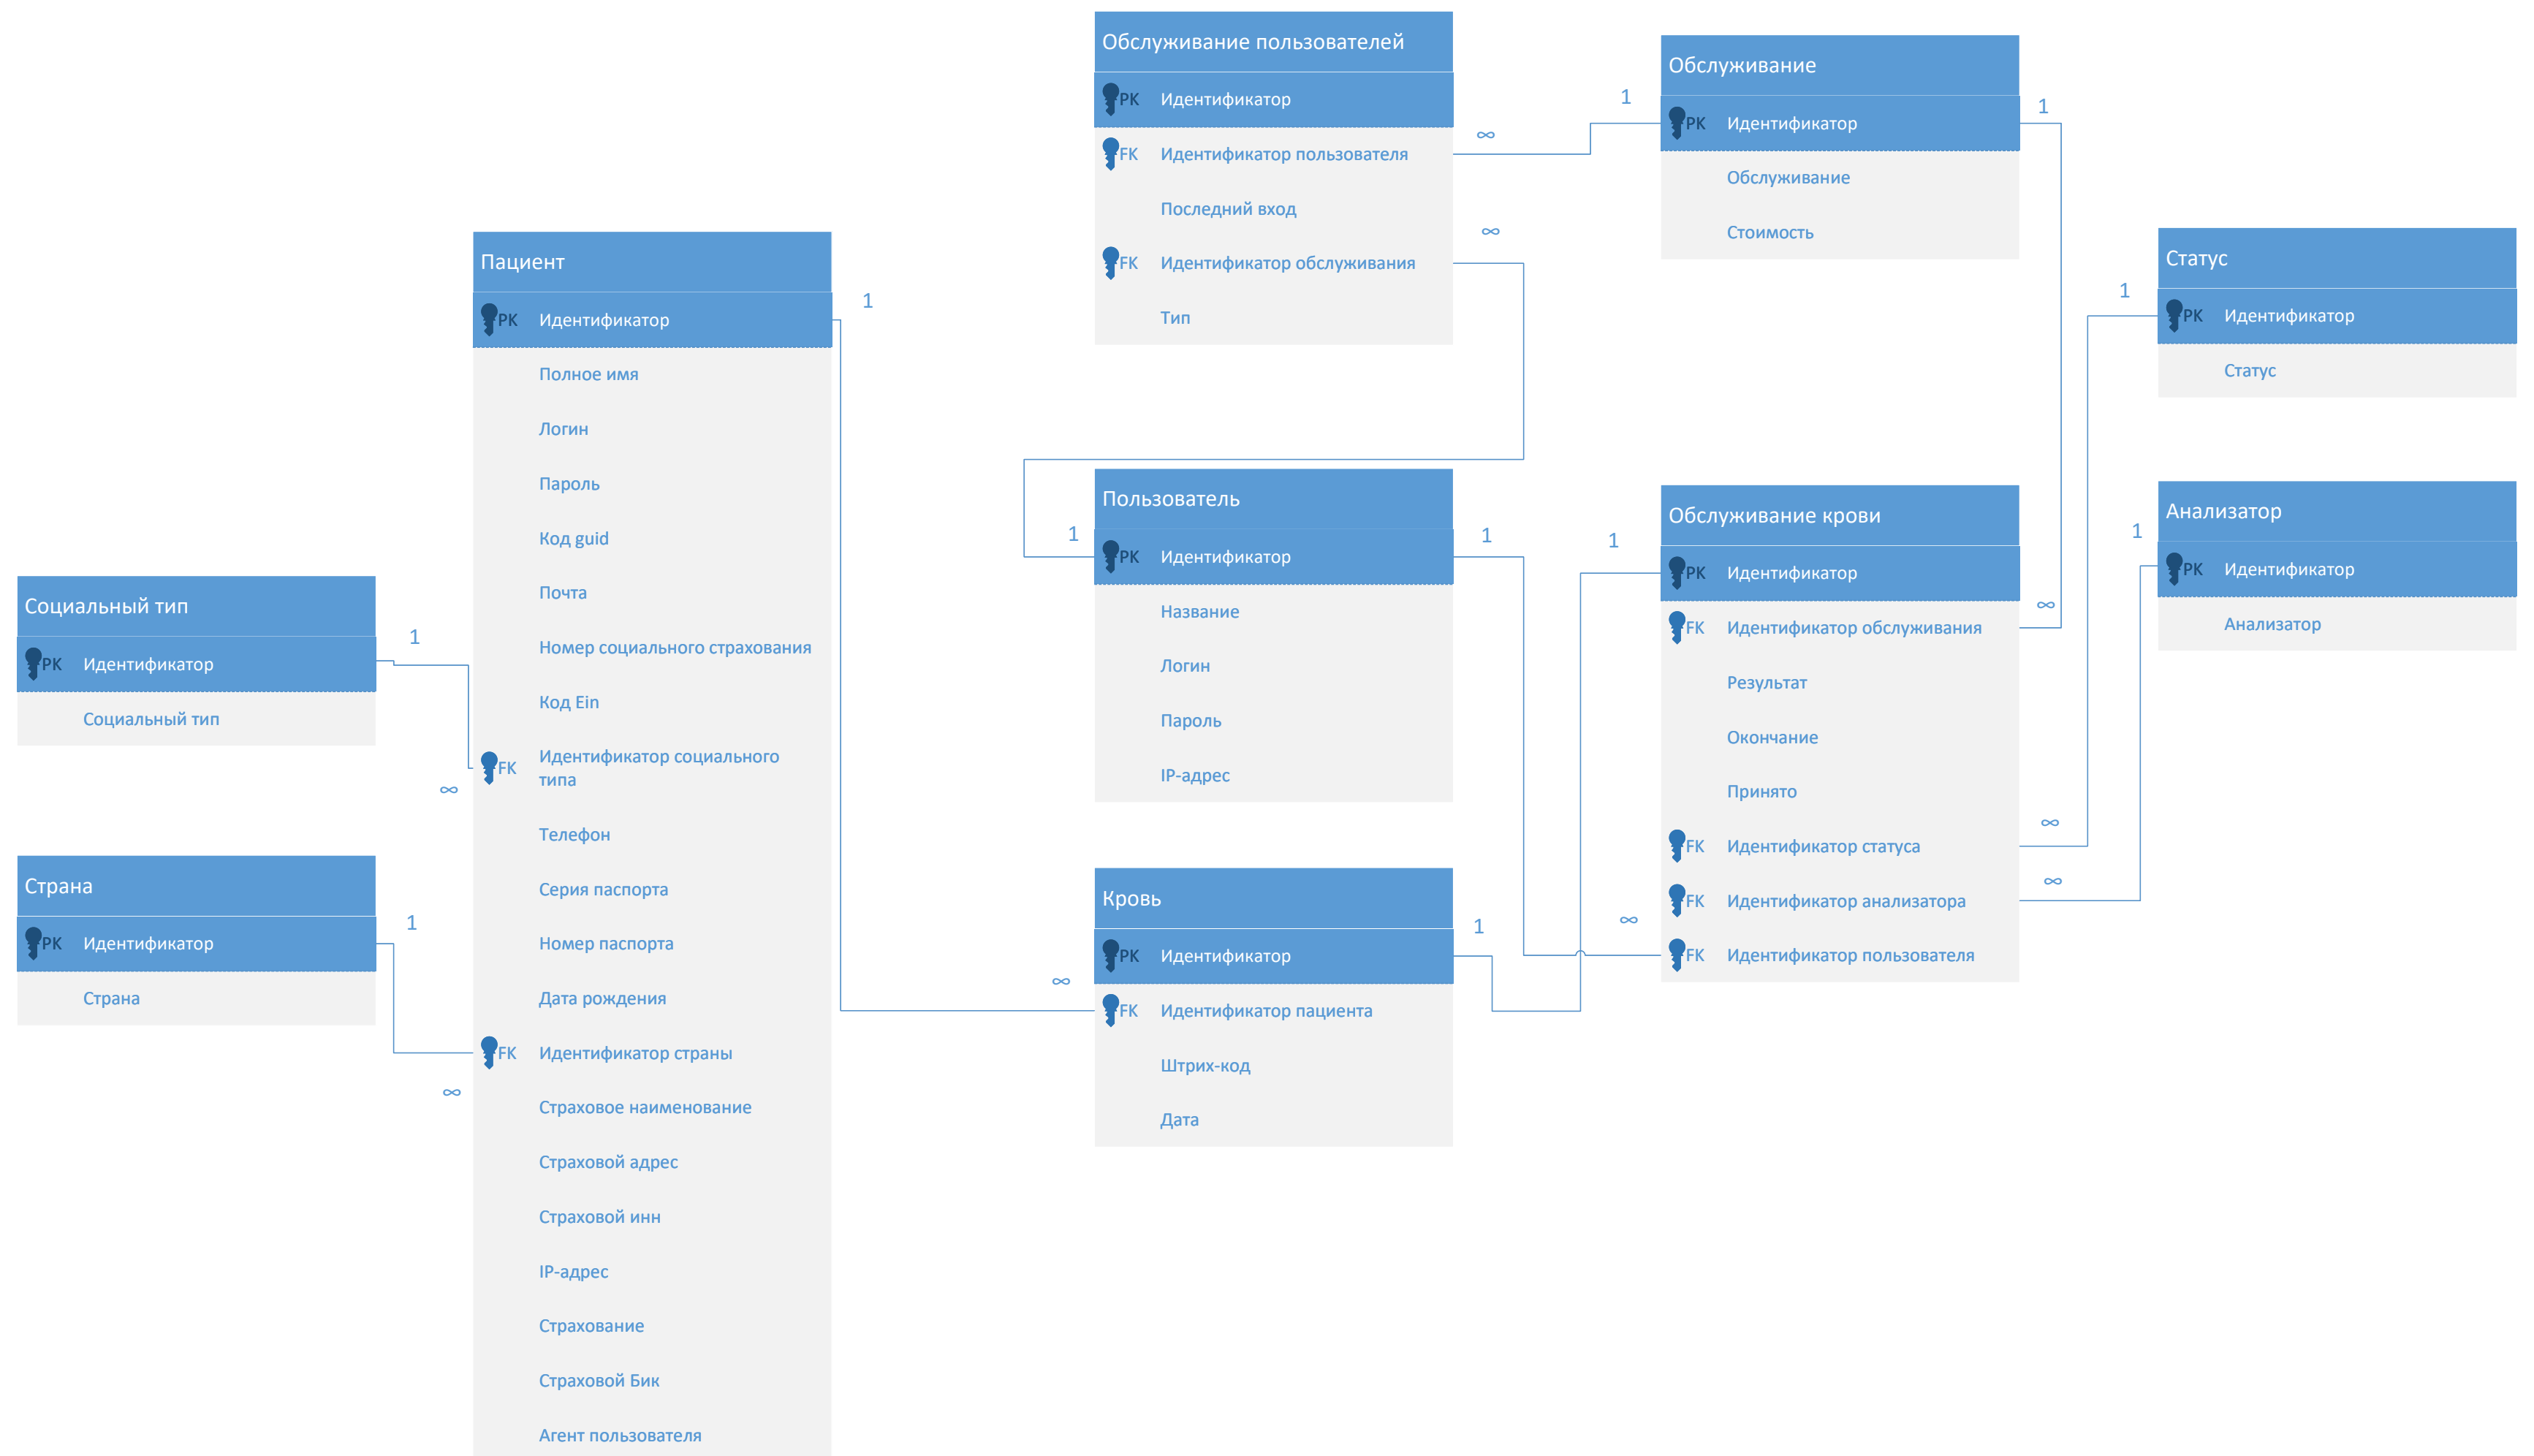 Обслуживание пользователей
PK Идентификатор
FK Идентификатор пользователя
Последний вход
FK Идентификатор обслуживания
Тип
∞
∞
1
Обслуживание
PK Идентификатор
Обслуживание
Стоимость
1
Статус
1
PK Идентификатор
Статус
Пациент
PK Идентификатор
1
Полное имя
Логин
Пароль
Код guid
Почта
Номер социального страхования
Код Ein
FK Идентификатор социального
типа
Телефон
Серия паспорта
Номер паспорта
Дата рождения
FK Идентификатор страны
Страховое наименование
Страховой адрес
Страховой инн
IP-адрес
Страхование
Страховой Бик
Агент пользователя
Социальный тип
PK Идентификатор
1
Социальный тип
∞
Страна
PK Идентификатор
1
Страна
∞
Пользователь
1
PK Идентификатор
1
Название
Логин
Пароль
IP-адрес
Кровь
PK Идентификатор
1
∞
FK Идентификатор пациента
Штрих-код
Дата
Обслуживание крови
1
PK Идентификатор
∞
FK Идентификатор обслуживания
Результат
Окончание
Принято
∞
FK Идентификатор статуса
∞
FK Идентификатор анализатора
∞
FK Идентификатор пользователя
Анализатор
1
PK Идентификатор
Анализатор